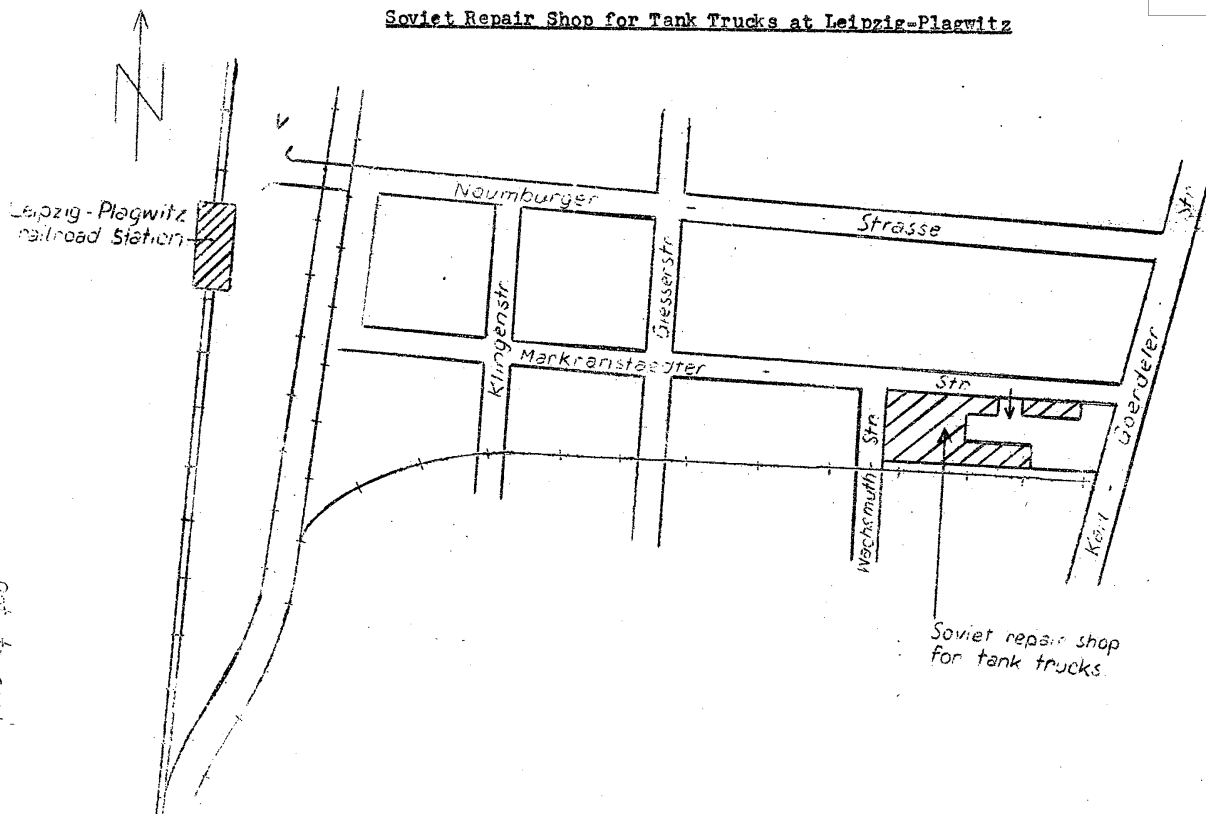 Soviet Repair Shop for Tank Trucks at Leipzig-Plagwitz
N
Leipzig-Plagwitz
railroad Station
Naumburger Strasse
Klingenstr.
Giesserstr.
Markranstaedter Str.
Wachsmuth-Str.
Karl - Goerdeler - Str.
Soviet repair shop
for tank trucks.